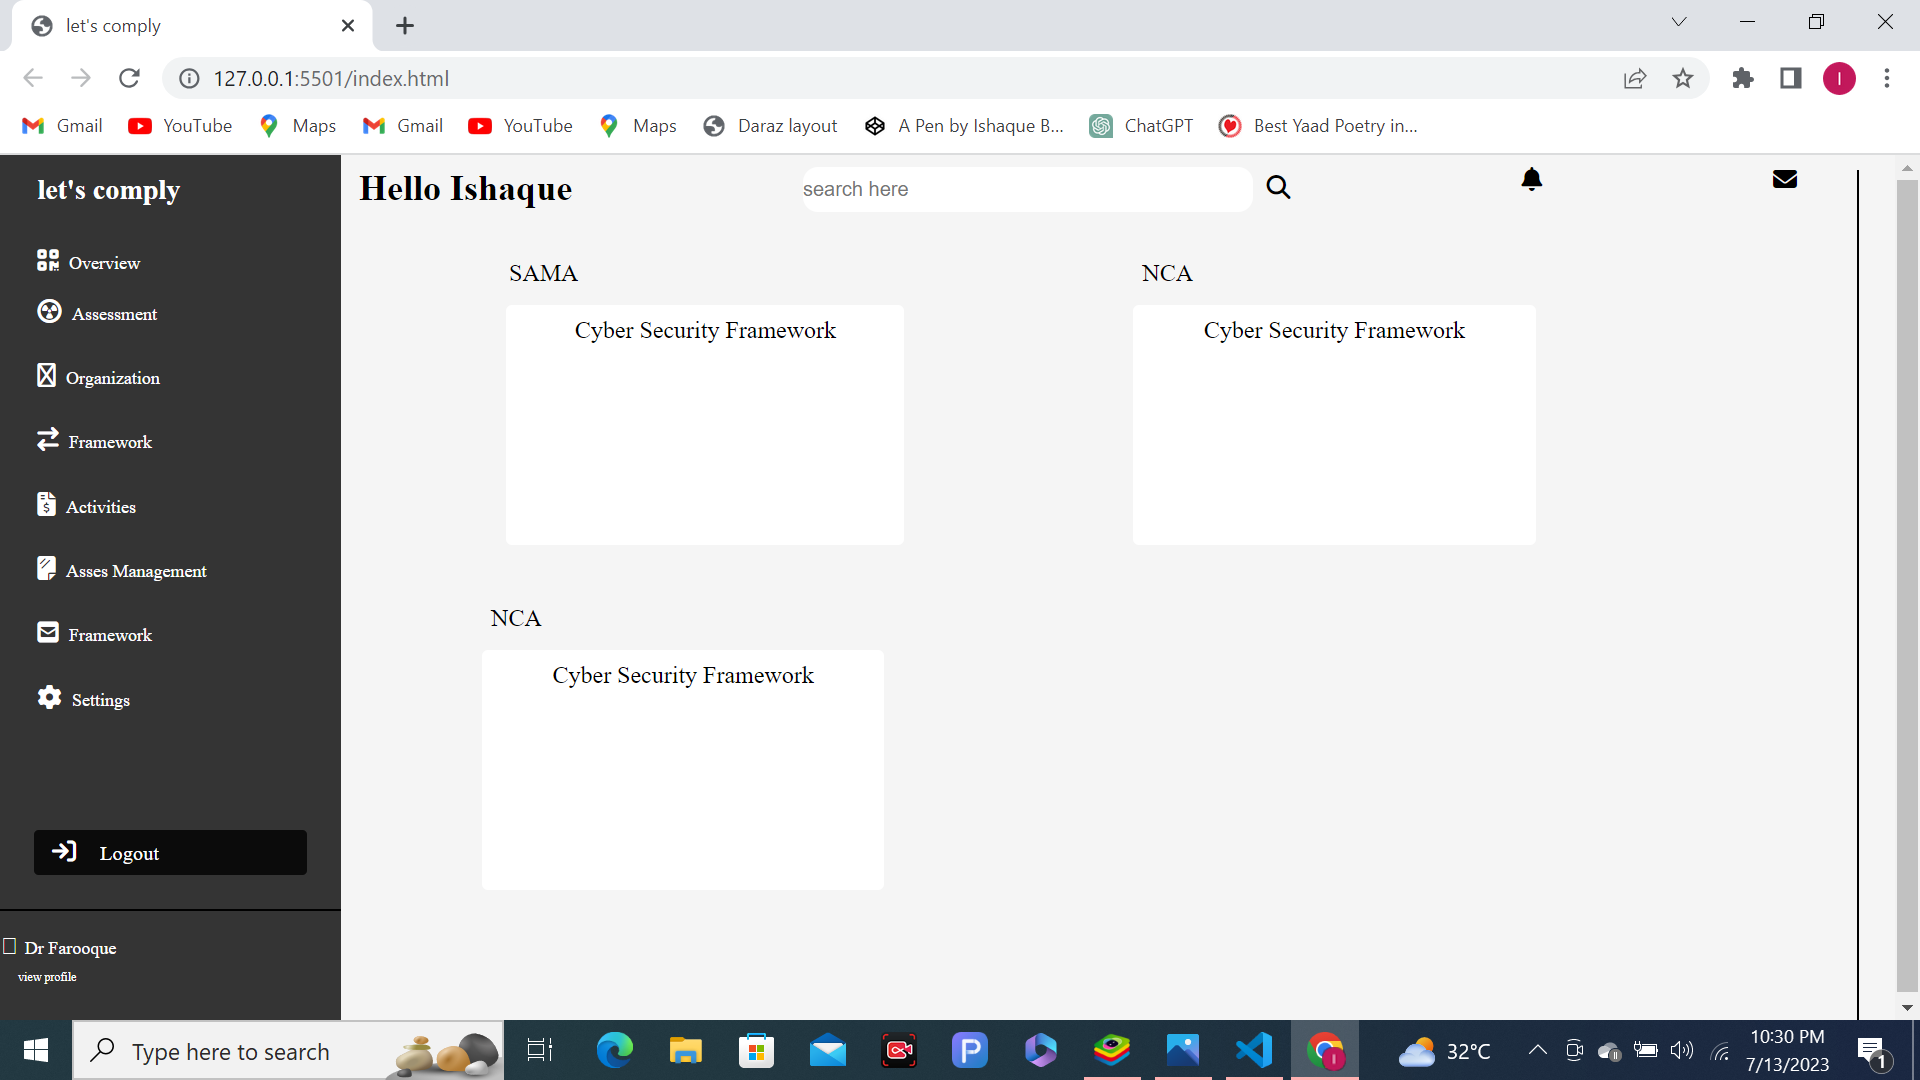 let's comply
127.0.0.1:5501/index.html
I
Gmail YouTube Maps Gmail YouTube Maps Daraz layout A Pen by Ishaque B... ChatGPT Best Yaad Poetry in...
let's comply
Overview
Assessment
Organization
Framework
Activities
Asses Management
Framework
Settings
Logout
Dr Farooque
view profile
Hello Ishaque
search here
SAMA
Cyber Security Framework
NCA
Cyber Security Framework
NCA
Cyber Security Framework
Type here to search
P
I
32°C
10:30 PM
7/13/2023
1